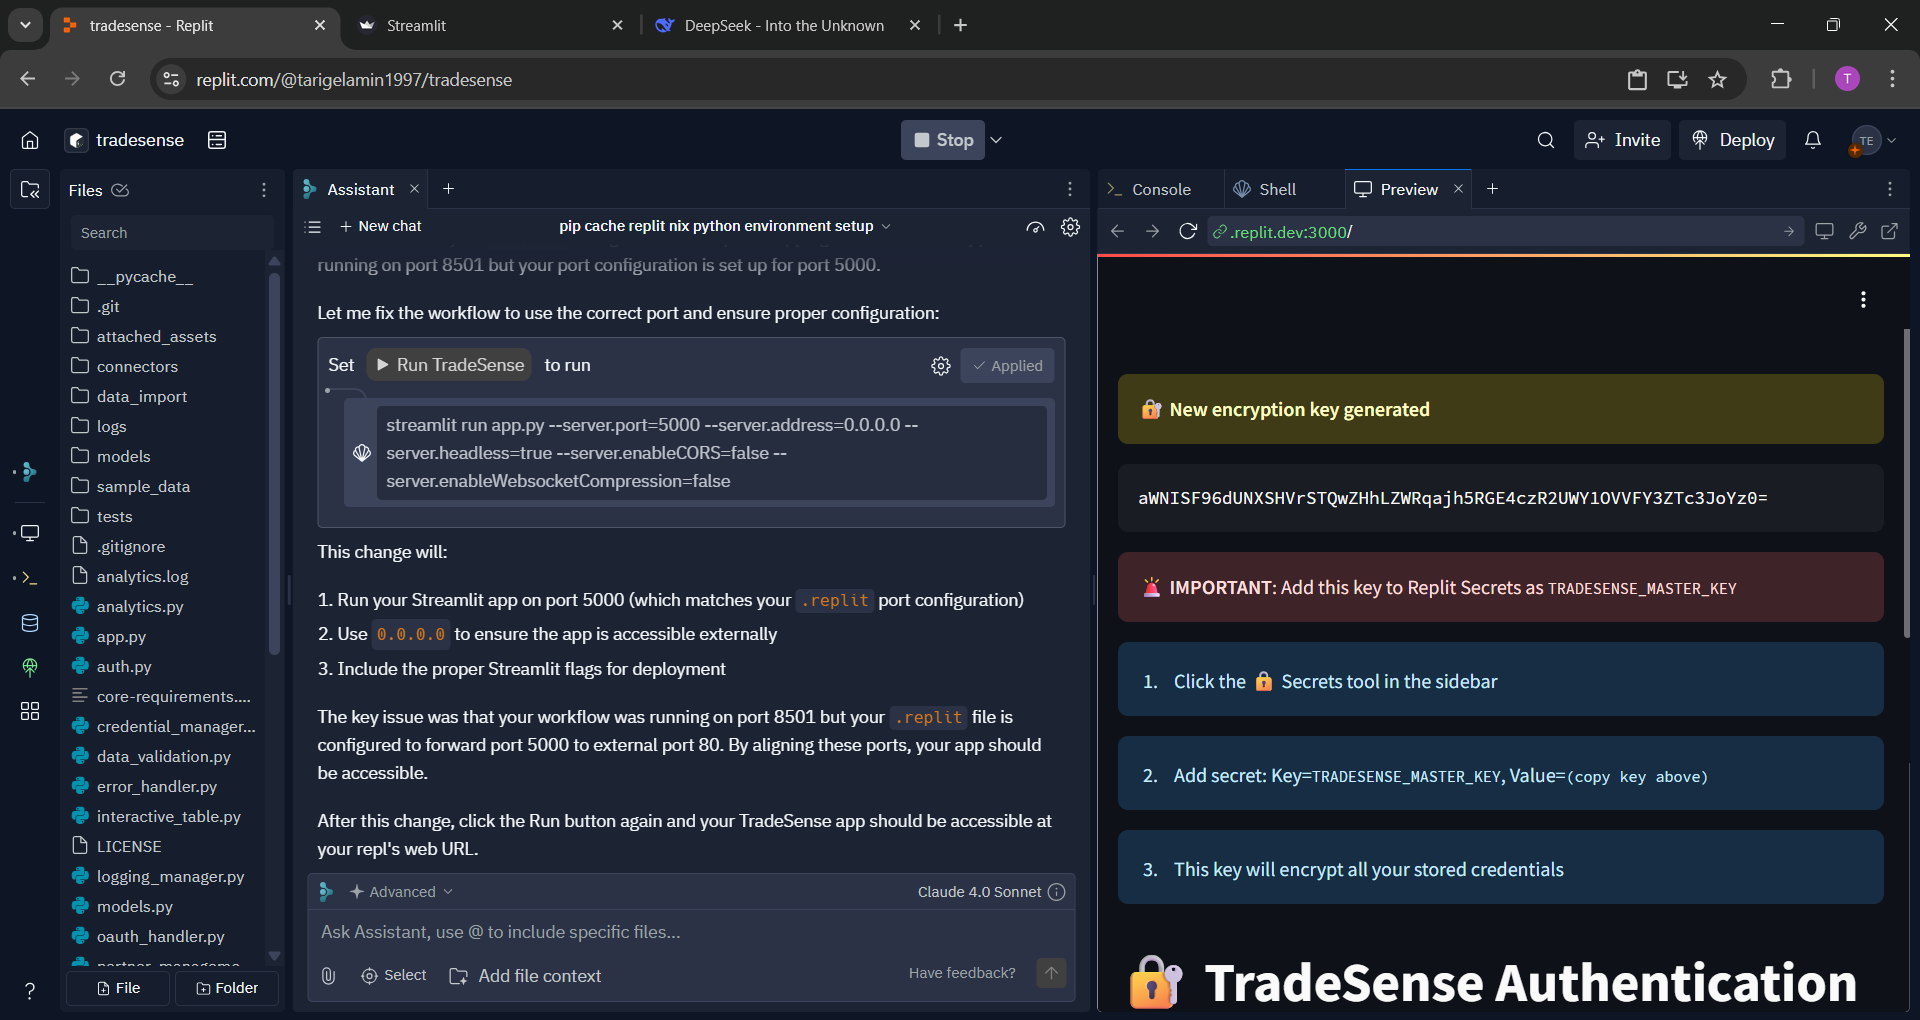 tradesense - Replit
Streamlit
DeepSeek - Into the Unknown
replit.com/@tarigelamin1997/tradesense
T
tradesense
Stop
Invite
Deploy
TE
Files
Search
__pycache__
.git
attached_assets
connectors
data_import
logs
models
sample_data
tests
.gitignore
analytics.log
analytics.py
app.py
auth.py
core-requirements....
credential_manager...
data_validation.py
error_handler.py
interactive_table.py
LICENSE
logging_manager.py
models.py
oauth_handler.py
File
Folder
Assistant
New chat
pip cache replit nix python environment setup
running on port 8501 but your port configuration is set up for port 5000.
Let me fix the workflow to use the correct port and ensure proper configuration:
Set Run TradeSense to run
Applied
streamlit run app.py --server.port=5000 --server.address=0.0.0.0 --
server.headless=true --server.enableCORS=false --
server.enableWebsocketCompression=false
This change will:
1. Run your Streamlit app on port 5000 (which matches your .replit port configuration)
2. Use 0.0.0.0 to ensure the app is accessible externally
3. Include the proper Streamlit flags for deployment
The key issue was that your workflow was running on port 8501 but your .replit file is
configured to forward port 5000 to external port 80. By aligning these ports, your app should
be accessible.
After this change, click the Run button again and your TradeSense app should be accessible at
your repl's web URL.
Advanced
Claude 4.0 Sonnet
Ask Assistant, use @ to include specific files...
Select
Add file context
Have feedback?
Console
Shell
Preview
.replit.dev:3000/
New encryption key generated
aWNISF96dUNXSHVrSTQwZHhLZWRqajh5RGE4czR2UWY1OVVFY3ZTc3JoYz0=
IMPORTANT: Add this key to Replit Secrets as TRADESENSE_MASTER_KEY
1. Click the Secrets tool in the sidebar
2. Add secret: Key=TRADESENSE_MASTER_KEY, Value=(copy key above)
3. This key will encrypt all your stored credentials
TradeSense Authentication